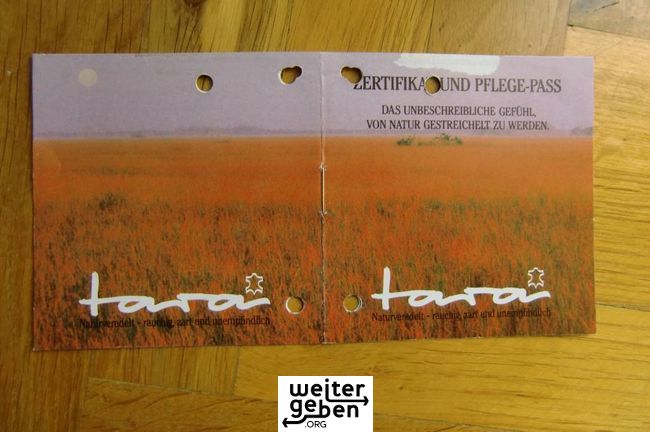 ZERTIFIKAT UND PFLEGE-PASS
DAS UNBESCHREIBLICHE GEFÜHL,
VON NATUR GESTREICHELT ZU WERDEN.
tara
Naturveredelt - rauchig, zart und unempfindlich
tara
Naturveredelt - rauchig, zart und unempfindlich
weiter
geben
.ORG